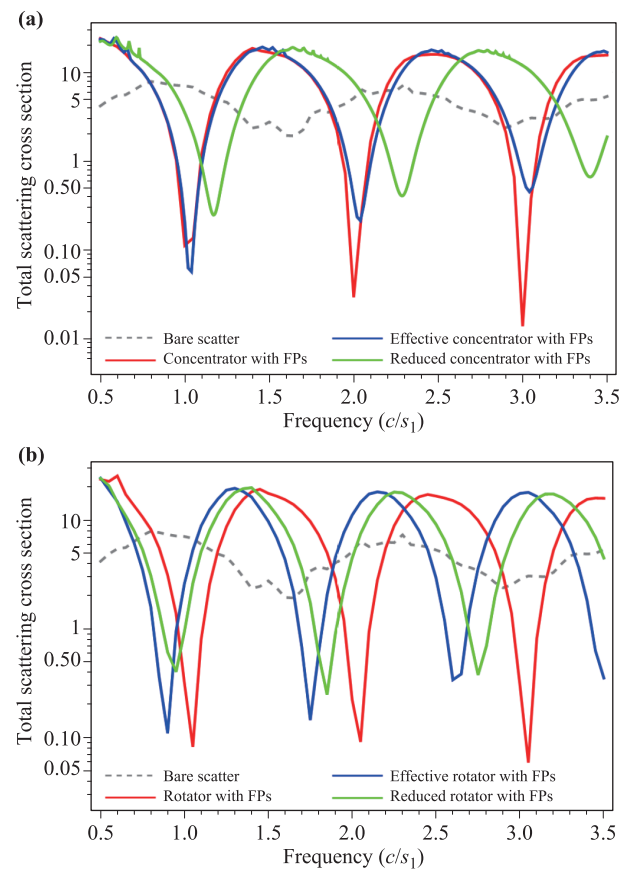 (a)
Total scattering cross section
10
5
1
0.50
0.10
0.05
0.01
Bare scatter
Concentrator with FPs
Effective concentrator with FPs
Reduced concentrator with FPs
0.5 1.0 1.5 2.0 2.5 3.0 3.5
Frequency (c/s1)
(b)
Total scattering cross section
10
5
1
0.50
0.10
0.05
Bare scatter
Rotator with FPs
Effective rotator with FPs
Reduced rotator with FPs
0.5 1.0 1.5 2.0 2.5 3.0 3.5
Frequency (c/s1)